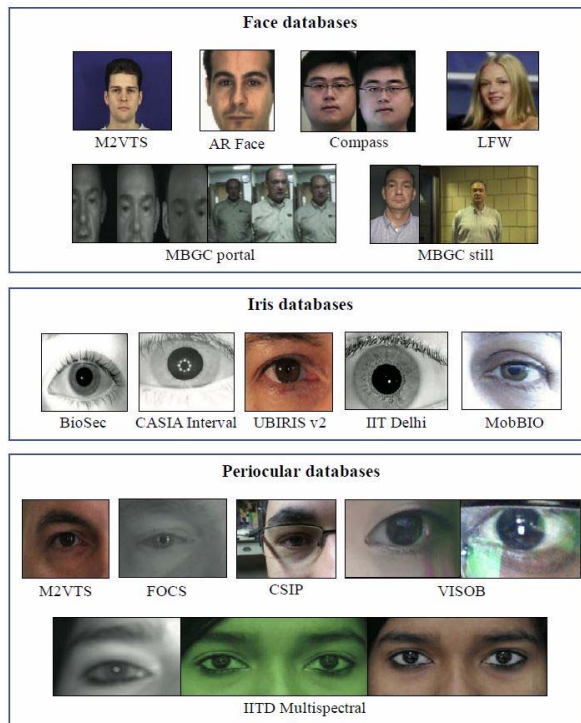 Face databases
M2VTS
AR Face
Compass
LFW
MBGC portal
MBGC still
Iris databases
BioSec
CASIA Interval
UBIRIS v2
IIT Delhi
MobBIO
Periocular databases
M2VTS
FOCS
CSIP
VISOB
IITD Multispectral